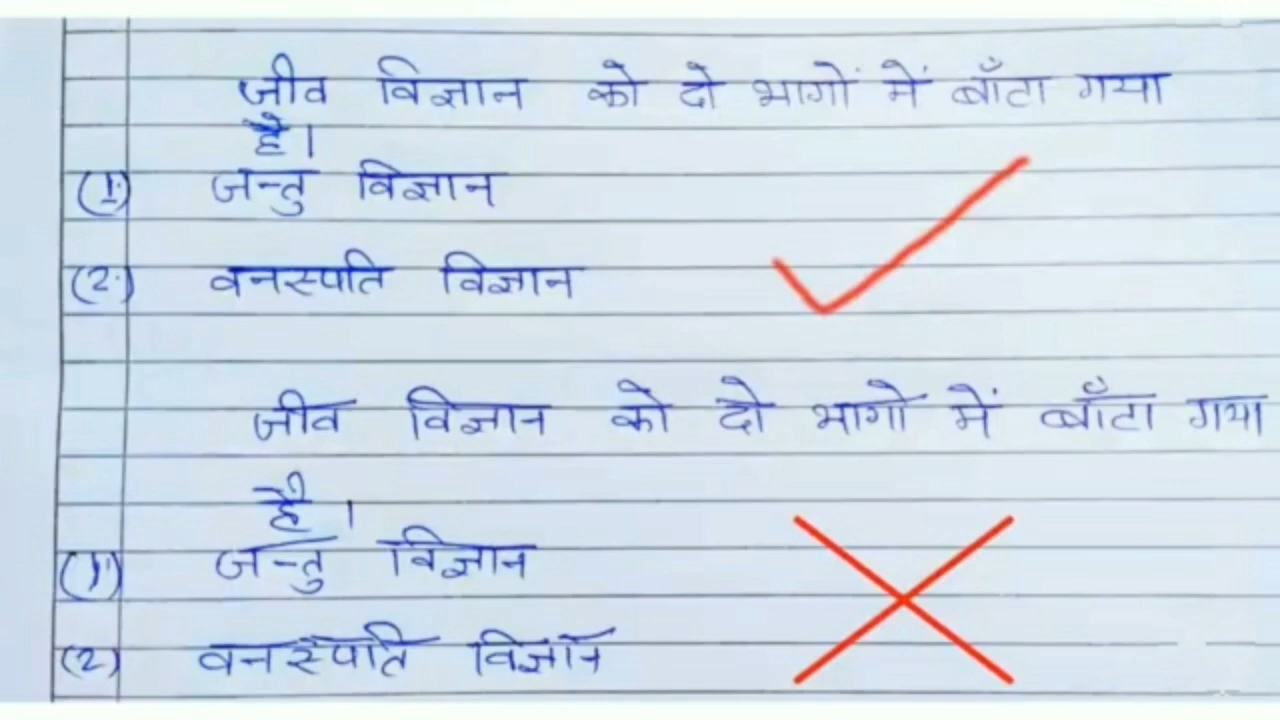 जीव विज्ञान को दो भागों में बाँटा गया
है।
(1.) जन्तु विज्ञान
(2.) वनस्पति विज्ञान
जीव विज्ञान को दो भागो में बाँटा गया
है ।
(1.) जन्तु विज्ञान
(2) वनस्पति विज्ञान